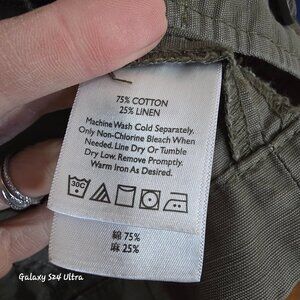 75% COTTON
25% LINEN
Machine Wash Cold Separately.
Only Non-Chlorine Bleach When
Needed. Line Dry Or Tumble
Dry Low. Remove Promptly.
Warm Iron As Desired.
30C
綿 75%
麻 25%
Galaxy S24 Ultra